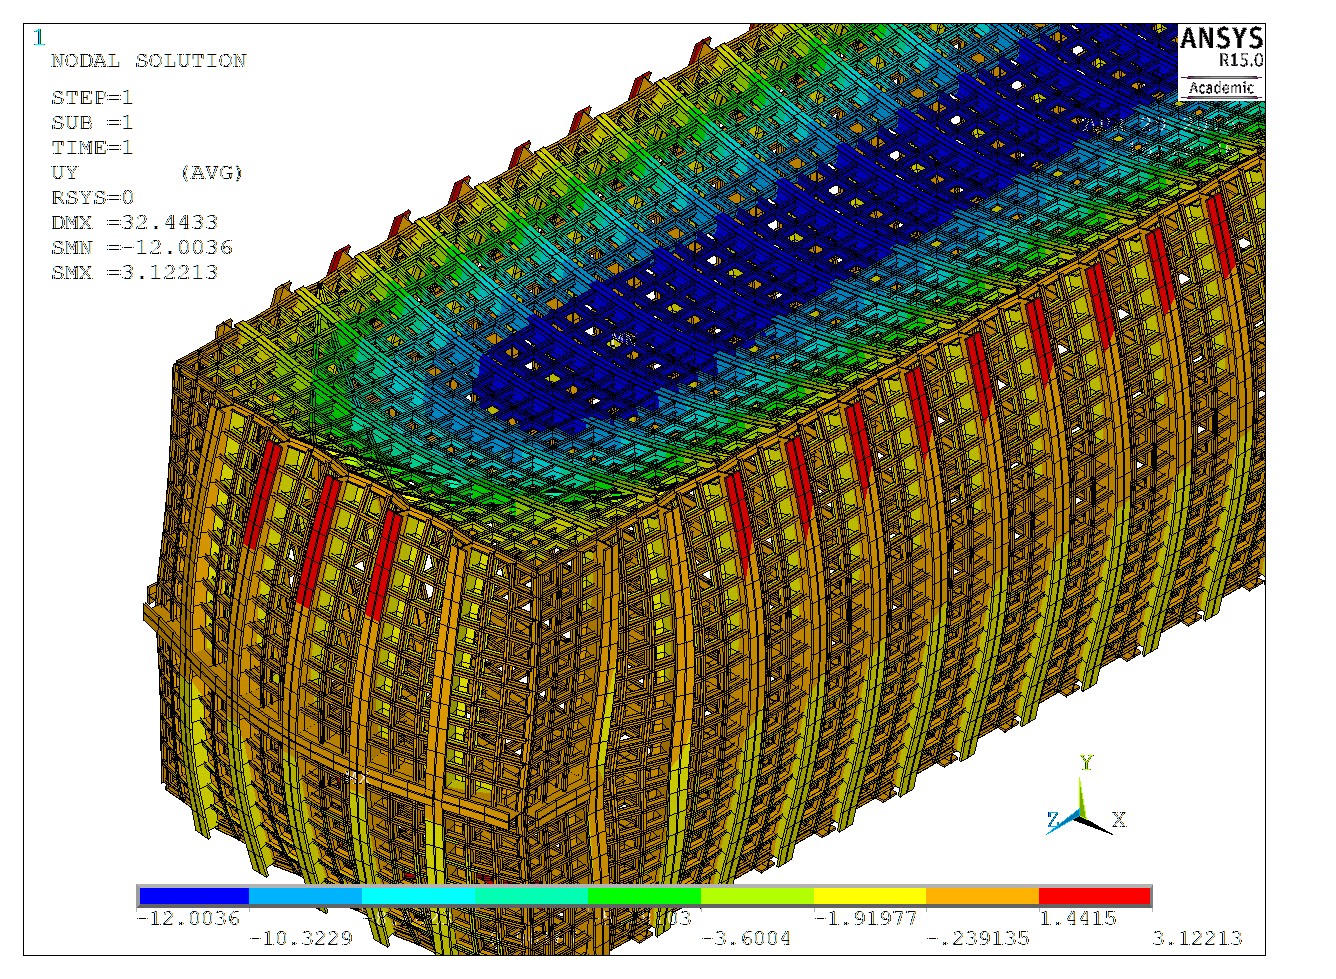 1
NODAL SOLUTION
STEP=1
SUB =1
TIME=1
UY (AVG)
RSYS=0
DMX =32.4433
SMN =-12.0036
SMX =3.12213
ANSYS
R15.0
Academic
Y
Z
X
-12.0036
-1.91977
1.4415
-10.3229
-3.6004
-.239135
3.12213